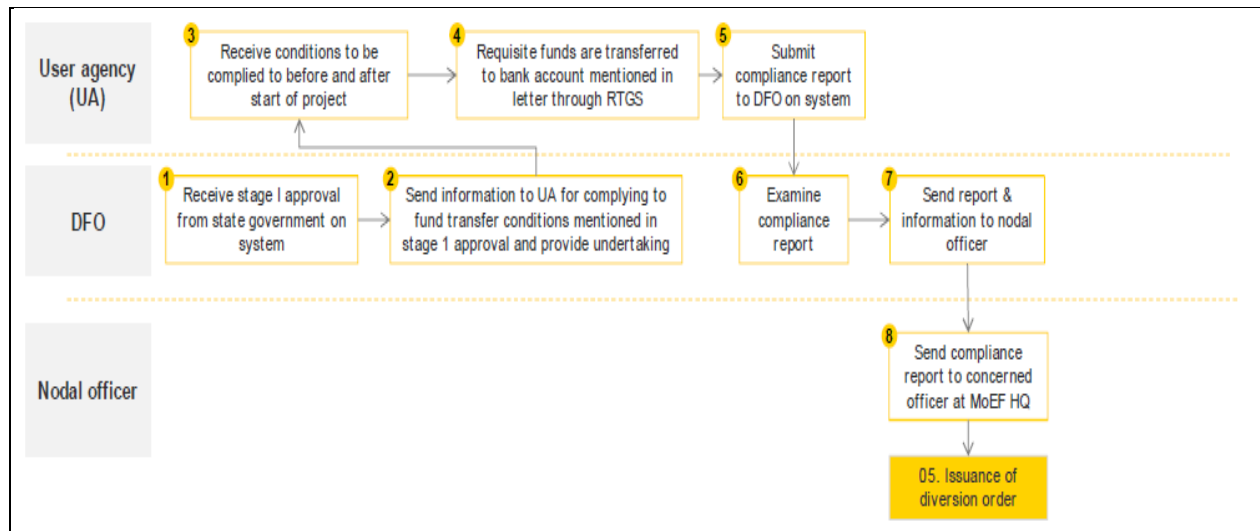 User agency
(UA)
3
Receive conditions to be
complied to before and after
start of project
4
Requisite funds are transferred
to bank account mentioned in
letter through RTGS
5
Submit
compliance report
to DFO on system
DFO
1
Receive stage I approval
from state government on
system
2
Send information to UA for complying to
fund transfer conditions mentioned in
stage 1 approval and provide undertaking
6
Examine
compliance
report
7
Send report &
information to nodal
officer
Nodal officer
8
Send compliance
report to concerned
officer at MoEF HQ
05. Issuance of
diversion order